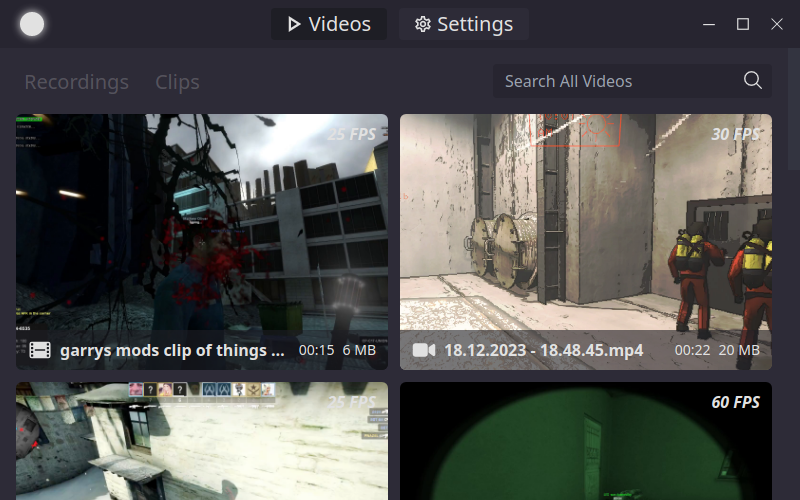 Videos
Settings
Recordings
Clips
Search All Videos
25 FPS
30 FPS
garrys mods clip of things ...
00:15
6 MB
18.12.2023 - 18.48.45.mp4
00:22
20 MB
25 FPS
60 FPS